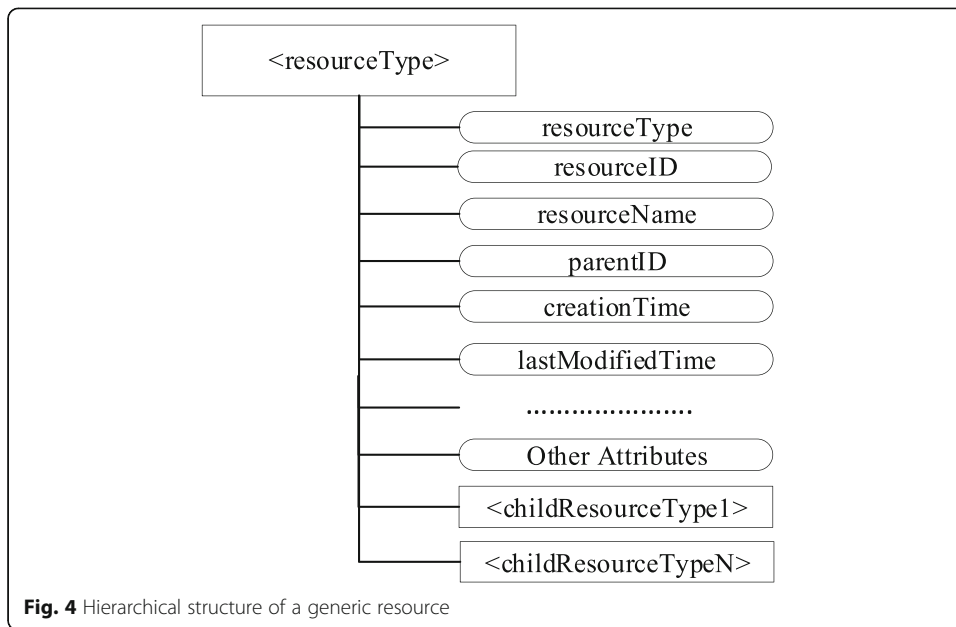 <resourceType>
resourceType
resourceID
resourceName
parentID
creationTime
lastModifiedTime
.....................
Other Attributes
<childResourceType1>
<childResourceTypeN>
Fig. 4 Hierarchical structure of a generic resource